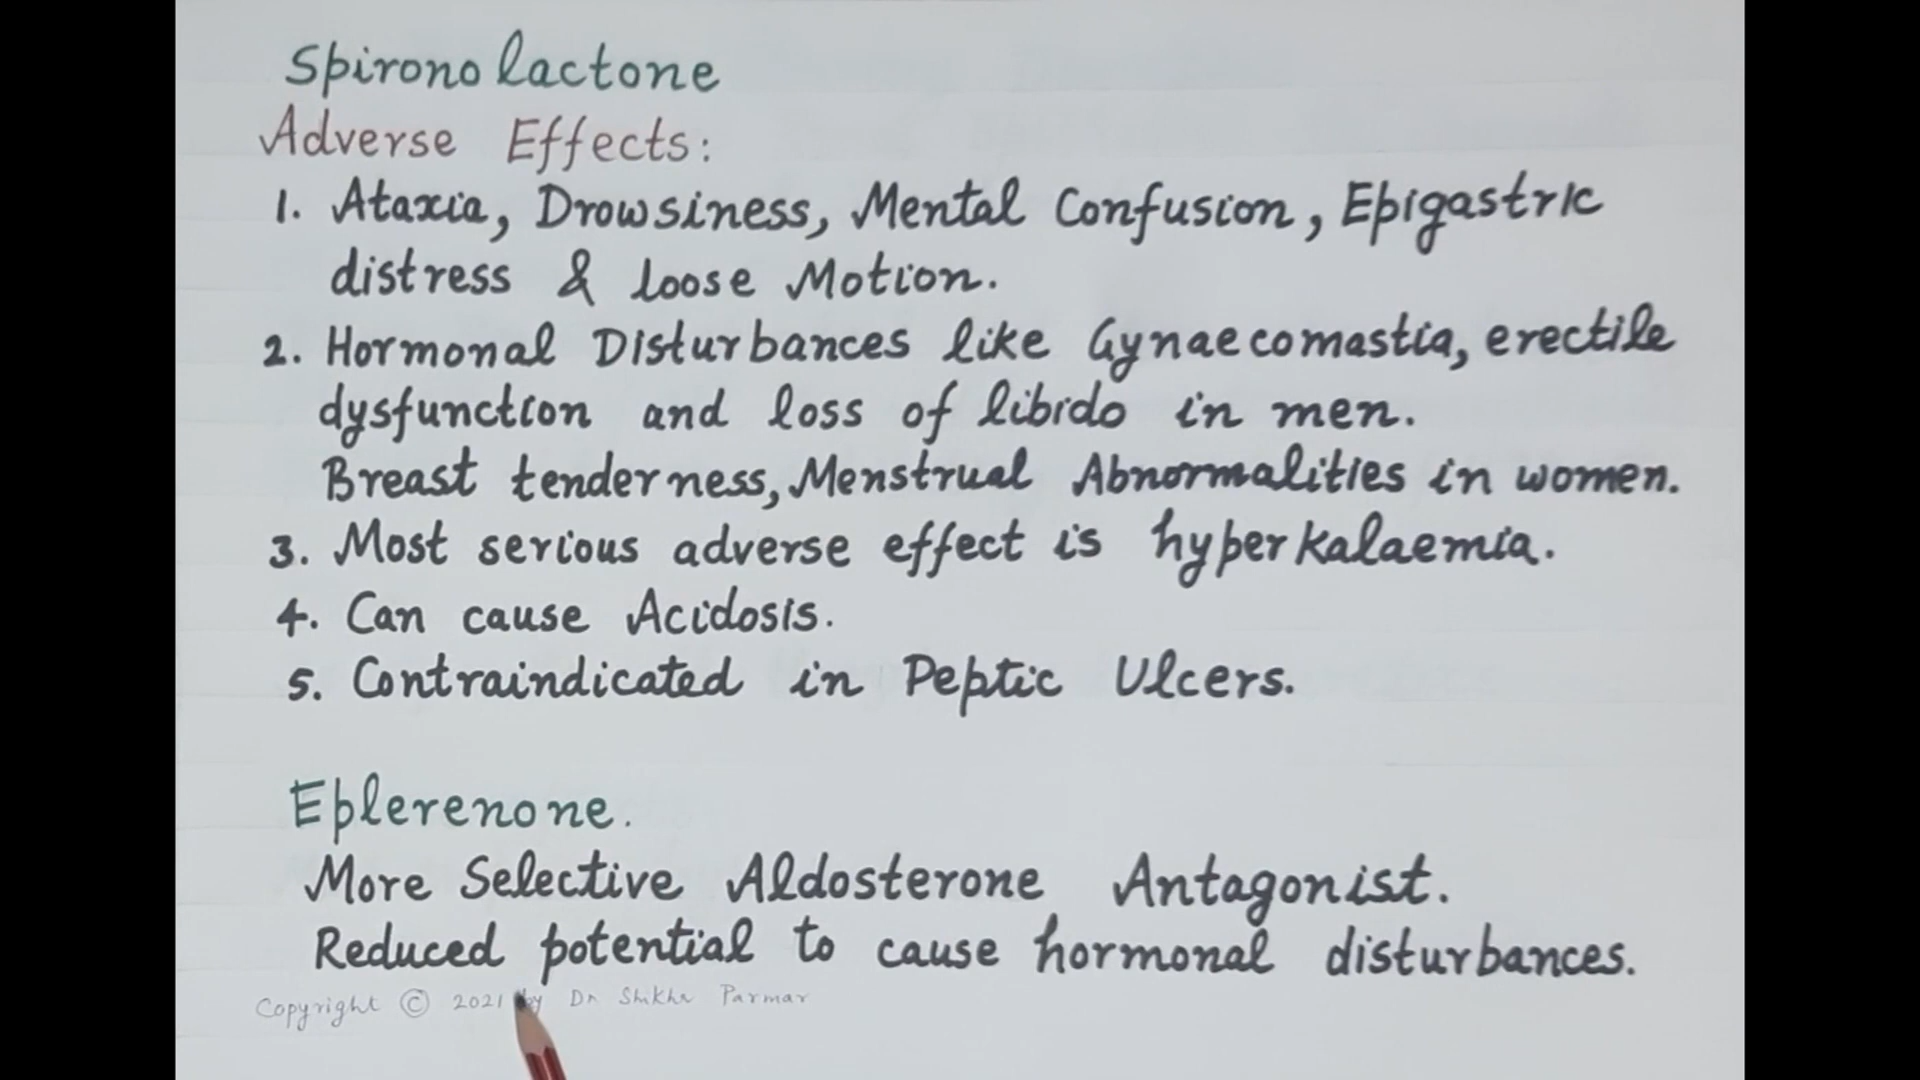 Spironolactone
Adverse Effects:
1. Ataxia, Drowsiness, Mental Confusion, Epigastric
distress & loose Motion.
2. Hormonal Disturbances like Gynaecomastia, erectile
dysfunction and loss of libido in men.
Breast tenderness, Menstrual Abnormalities in women.
3. Most serious adverse effect is hyperkalaemia.
4. Can cause Acidosis.
5. Contraindicated in Peptic Ulcers.
Eplerenone.
More Selective Aldosterone Antagonist.
Reduced potential to cause hormonal disturbances.
Copyright © 2021 by Dr Shikha Parmar